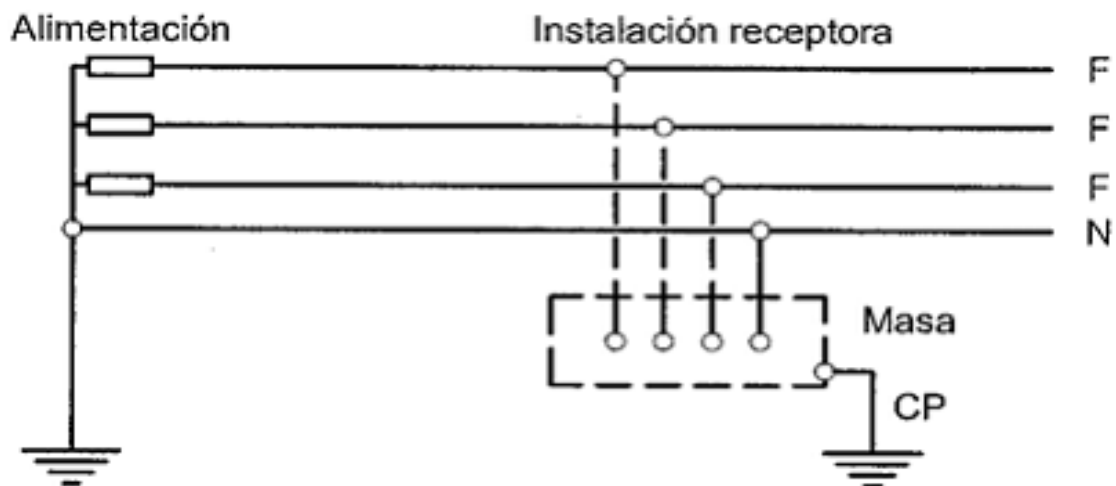 Alimentación
Instalación receptora
F
F
F
N
Masa
CP